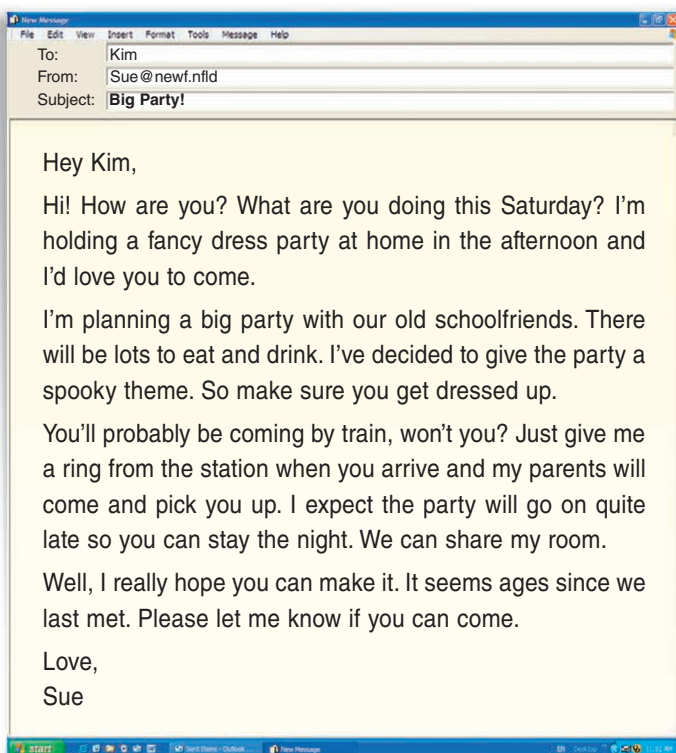 New Message
File Edit View Insert Format Tools Message Help
To: Kim
From: Sue@newf.nfld
Subject: Big Party!
Hey Kim,
Hi! How are you? What are you doing this Saturday? I'm
holding a fancy dress party at home in the afternoon and
I'd love you to come.
I'm planning a big party with our old schoolfriends. There
will be lots to eat and drink. I've decided to give the party a
spooky theme. So make sure you get dressed up.
You'll probably be coming by train, won't you? Just give me
a ring from the station when you arrive and my parents will
come and pick you up. I expect the party will go on quite
late so you can stay the night. We can share my room.
Well, I really hope you can make it. It seems ages since we
last met. Please let me know if you can come.
Love,
Sue
start Sent Items - Outlook... New Message EN Desktop